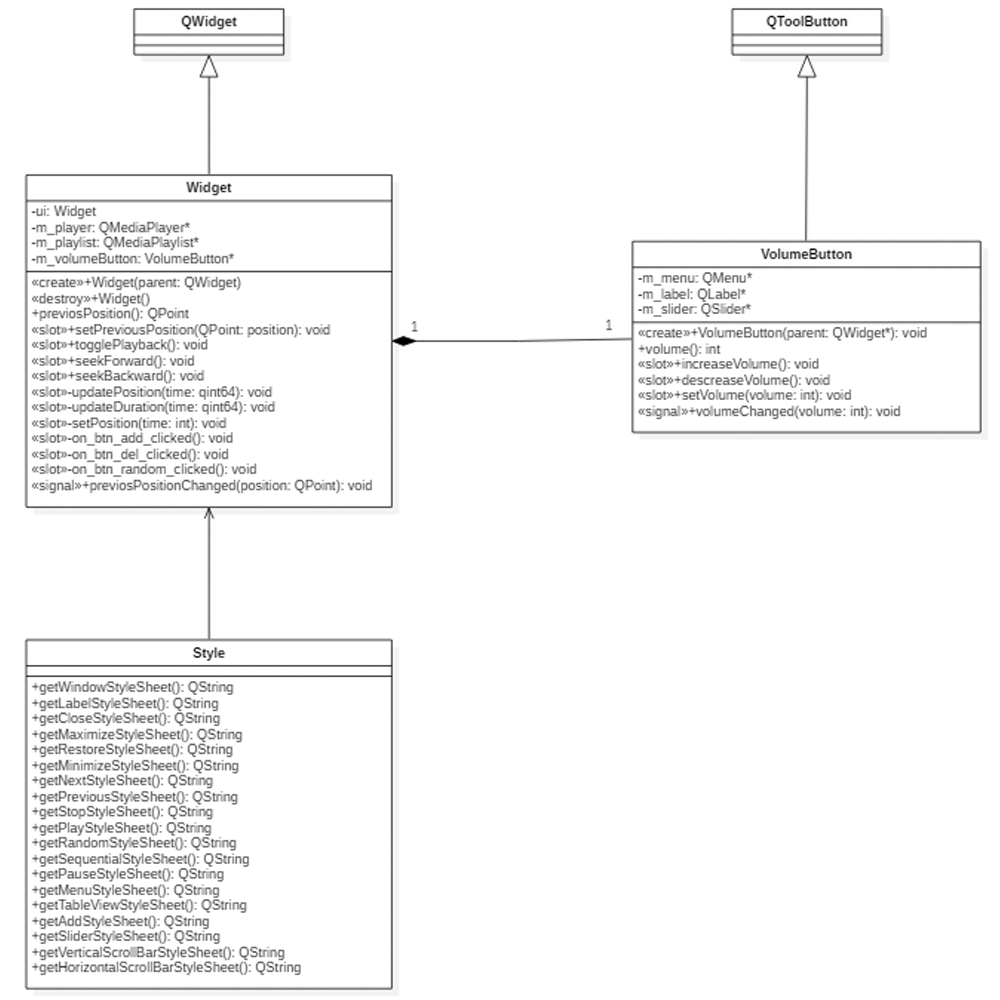 QWidget
QToolButton
Widget
-ui: Widget
-m_player: QMediaPlayer*
-m_playlist: QMediaPlaylist*
-m_volumeButton: VolumeButton*
«create»+Widget(parent: QWidget)
«destroy»+Widget()
+previosPosition(): QPoint
«slot»+setPreviousPosition(QPoint: position): void
«slot»+togglePlayback(): void
«slot»+seekForward(): void
«slot»+seekBackward(): void
«slot»-updatePosition(time: qint64): void
«slot»-updateDuration(time: qint64): void
«slot»-setPosition(time: int): void
«slot»-on_btn_add_clicked(): void
«slot»-on_btn_del_clicked(): void
«slot»-on_btn_random_clicked(): void
«signal»+previosPositionChanged(position: QPoint): void
1
1
VolumeButton
-m_menu: QMenu*
-m_label: QLabel*
-m_slider: QSlider*
«create»+VolumeButton(parent: QWidget*): void
+volume(): int
«slot»+increaseVolume(): void
«slot»+descreaseVolume(): void
«slot»+setVolume(volume: int): void
«signal»+volumeChanged(volume: int): void
Style
+getWindowStyleSheet(): QString
+getLabelStyleSheet(): QString
+getCloseStyleSheet(): QString
+getMaximizeStyleSheet(): QString
+getRestoreStyleSheet(): QString
+getMinimizeStyleSheet(): QString
+getNextStyleSheet(): QString
+getPreviousStyleSheet(): QString
+getStopStyleSheet(): QString
+getPlayStyleSheet(): QString
+getRandomStyleSheet(): QString
+getSequentialStyleSheet(): QString
+getPauseStyleSheet(): QString
+getMenuStyleSheet(): QString
+getTableViewStyleSheet(): QString
+getAddStyleSheet(): QString
+getSliderStyleSheet(): QString
+getVerticalScrollBarStyleSheet(): QString
+getHorizontalScrollBarStyleSheet(): QString